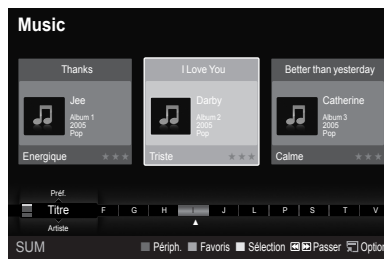 Music
Thanks
Jee
Album 1
2005
Pop
Energique
I Love You
Darby
Album 2
2005
Pop
Triste
Better than yesterday
Catherine
Album 3
2005
Pop
Calme
Préf.
Titre F G H I J L P S T V
Artiste
SUM Périph. Favoris Sélection Passer Option